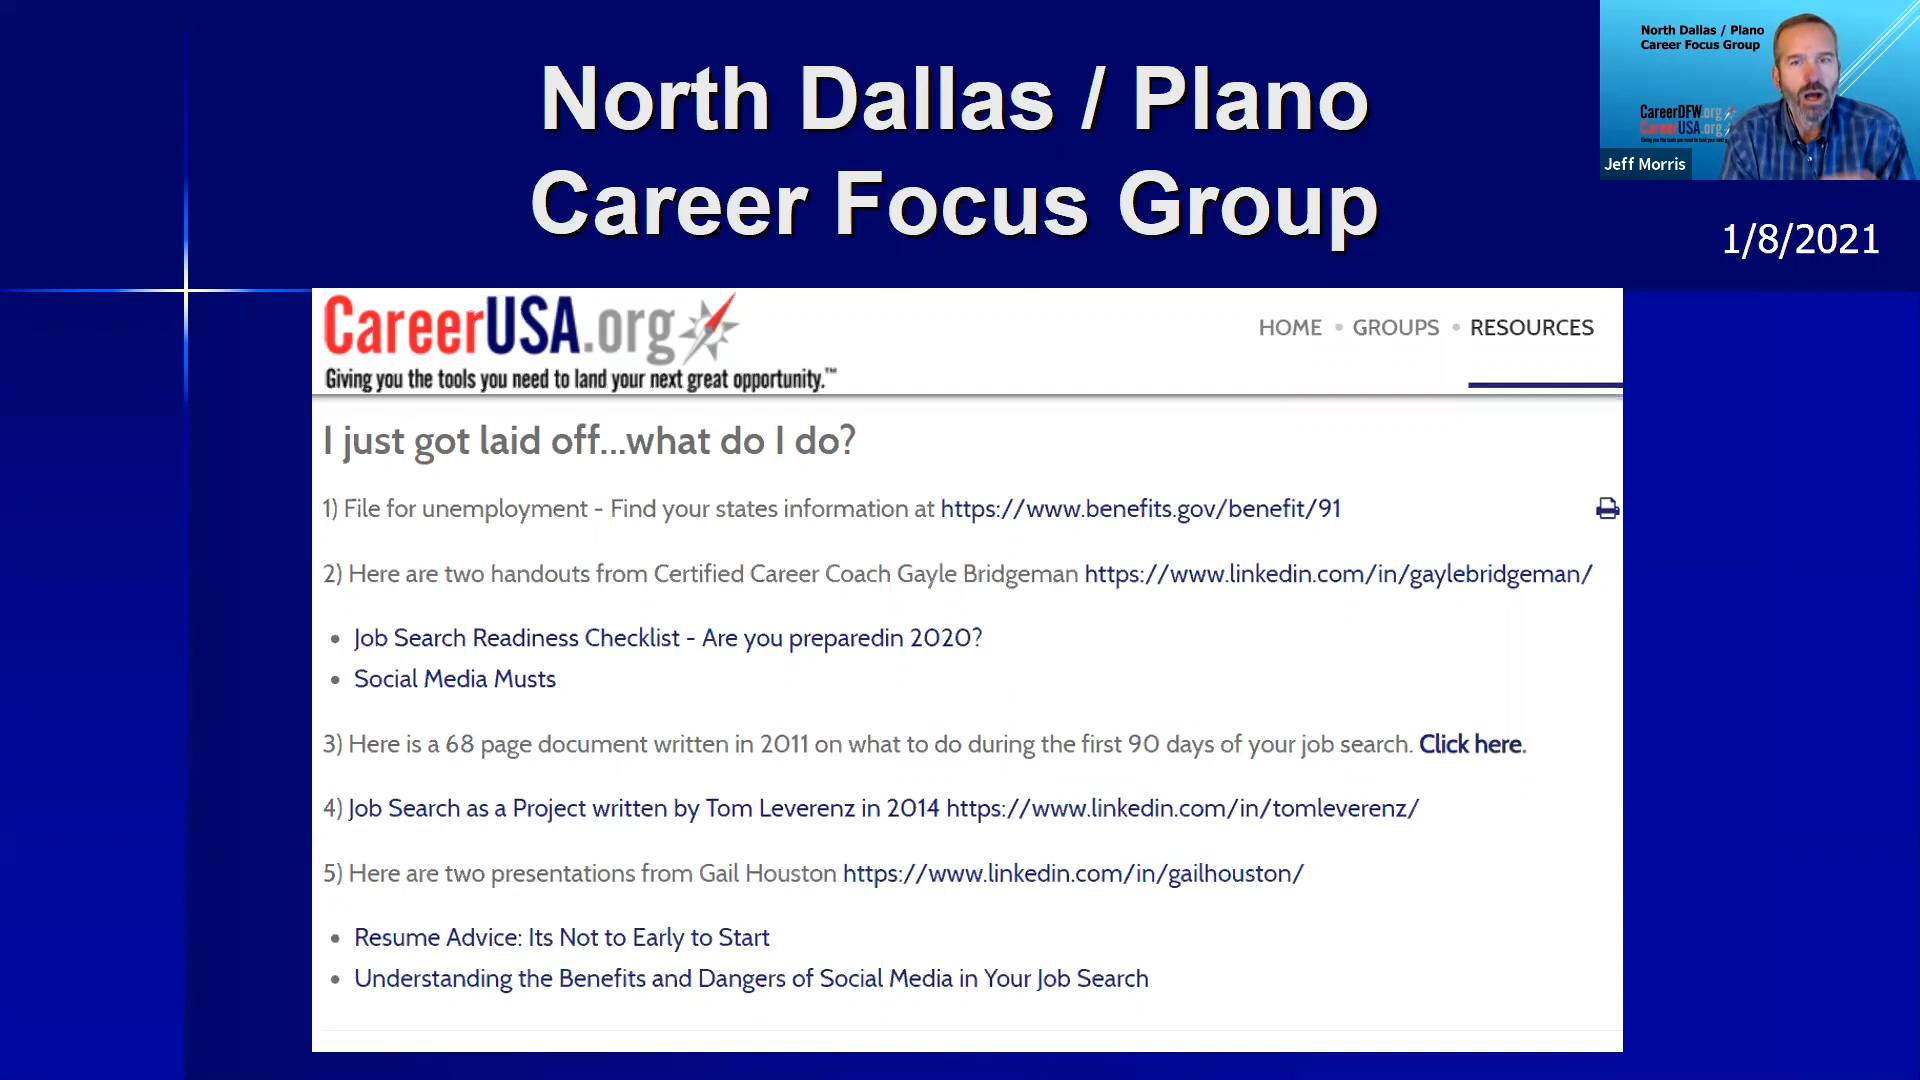 North Dallas / Plano
Career Focus Group
North Dallas / Plano
Career Focus Group
CareerDFW.org
CareerUSA.org
Jeff Morris
1/8/2021
CareerUSA.org
Giving you the tools you need to land your next great opportunity.™
HOME • GROUPS • RESOURCES
I just got laid off...what do I do?
1) File for unemployment - Find your states information at https://www.benefits.gov/benefit/91
2) Here are two handouts from Certified Career Coach Gayle Bridgeman https://www.linkedin.com/in/gaylebridgeman/
• Job Search Readiness Checklist - Are you preparedin 2020?
• Social Media Musts
3) Here is a 68 page document written in 2011 on what to do during the first 90 days of your job search. Click here.
4) Job Search as a Project written by Tom Leverenz in 2014 https://www.linkedin.com/in/tomleverenz/
5) Here are two presentations from Gail Houston https://www.linkedin.com/in/gailhouston/
• Resume Advice: Its Not to Early to Start
• Understanding the Benefits and Dangers of Social Media in Your Job Search